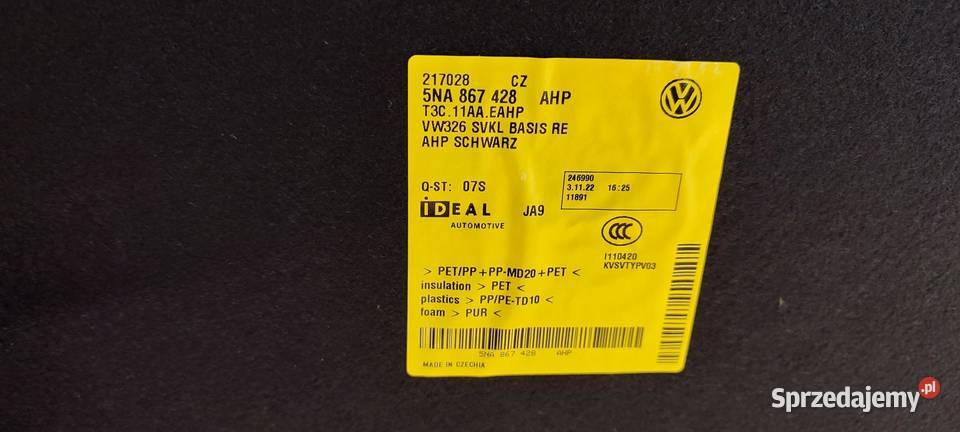 217028 CZ
5NA 867 428 AHP
T3C.11AA.EAHP
VW326 SVKL BASIS RE
AHP SCHWARZ
Q-ST: 07S
246990
3.11.22 16:25
11891
iDEAL JA9
AUTOMOTIVE
CCC
I110420
KVSVTYPV03
> PET/PP+PP-MD20+PET <
insulation > PET <
plastics > PP/PE-TD10 <
foam > PUR <
5NA 867 428 AHP
MADE IN CZECHIA
Sprzedajemy.pl